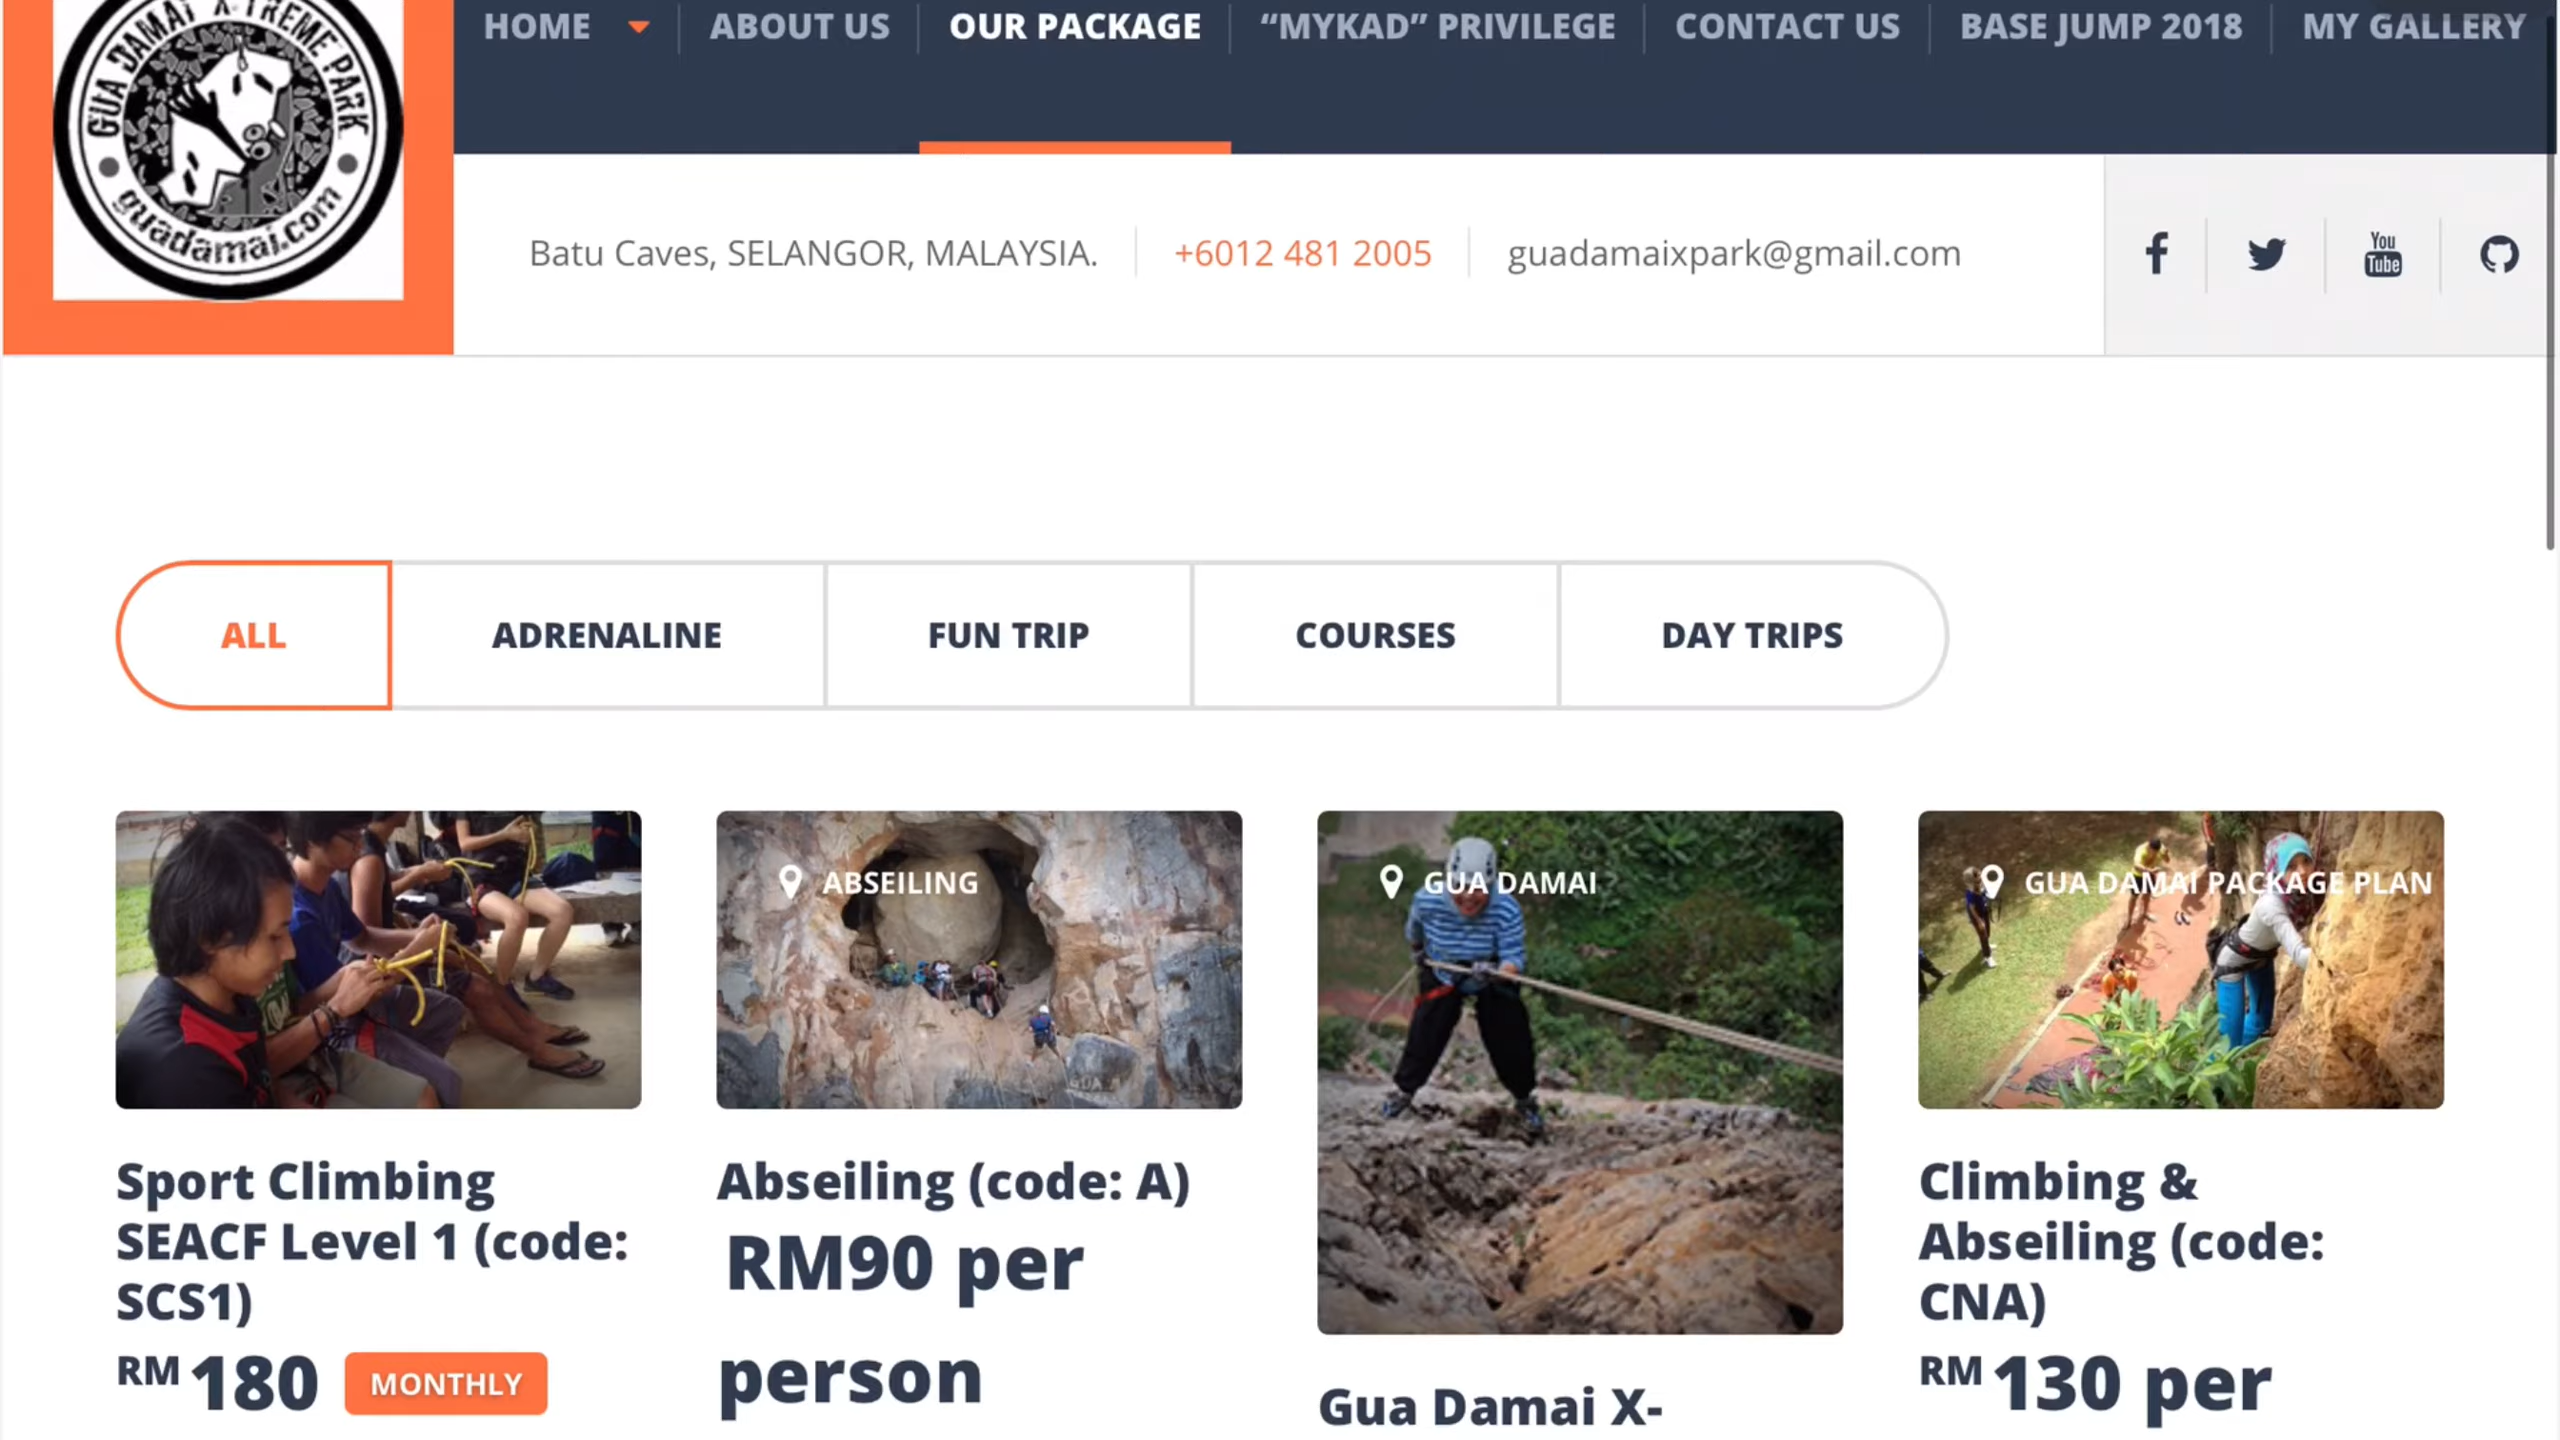 GUA DAMAI X-TREME PARK
guadamai.com
HOME
ABOUT US
OUR PACKAGE
“MYKAD” PRIVILEGE
CONTACT US
BASE JUMP 2018
MY GALLERY
Batu Caves, SELANGOR, MALAYSIA.
+6012 481 2005
guadamaixpark@gmail.com
You
Tube
ALL
ADRENALINE
FUN TRIP
COURSES
DAY TRIPS
ABSEILING
GUA DAMAI
GUA DAMAI PACKAGE PLAN
Sport Climbing
SEACF Level 1 (code:
SCS1)
RM 180 MONTHLY
Abseiling (code: A)
RM90 per
person
Gua Damai X-
Climbing &
Abseiling (code:
CNA)
RM 130 per